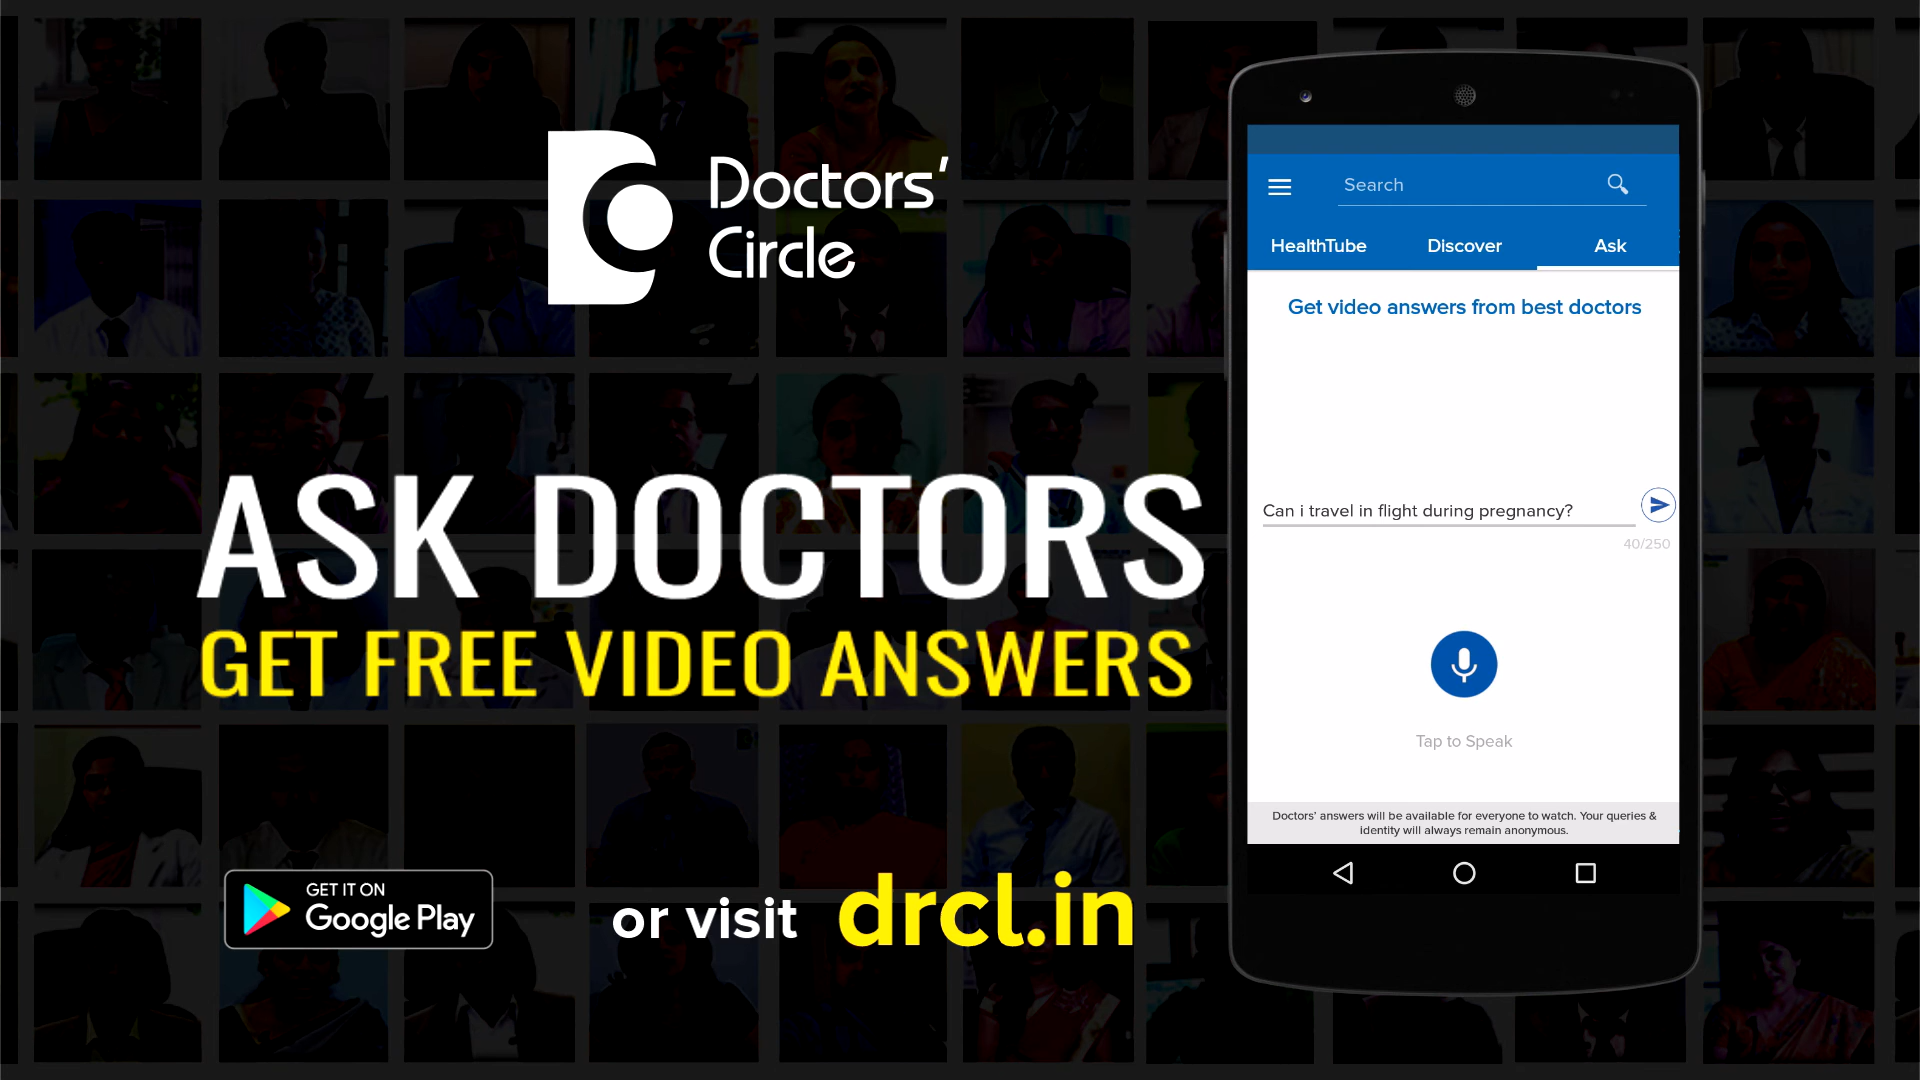 Doctors'
Circle
ASK DOCTORS
GET FREE VIDEO ANSWERS
GET IT ON
Google Play
or visit drcl.in
Search
HealthTube Discover Ask
Get video answers from best doctors
Can i travel in flight during pregnancy?
40/250
Tap to Speak
Doctors' answers will be available for everyone to watch. Your queries &
identity will always remain anonymous.